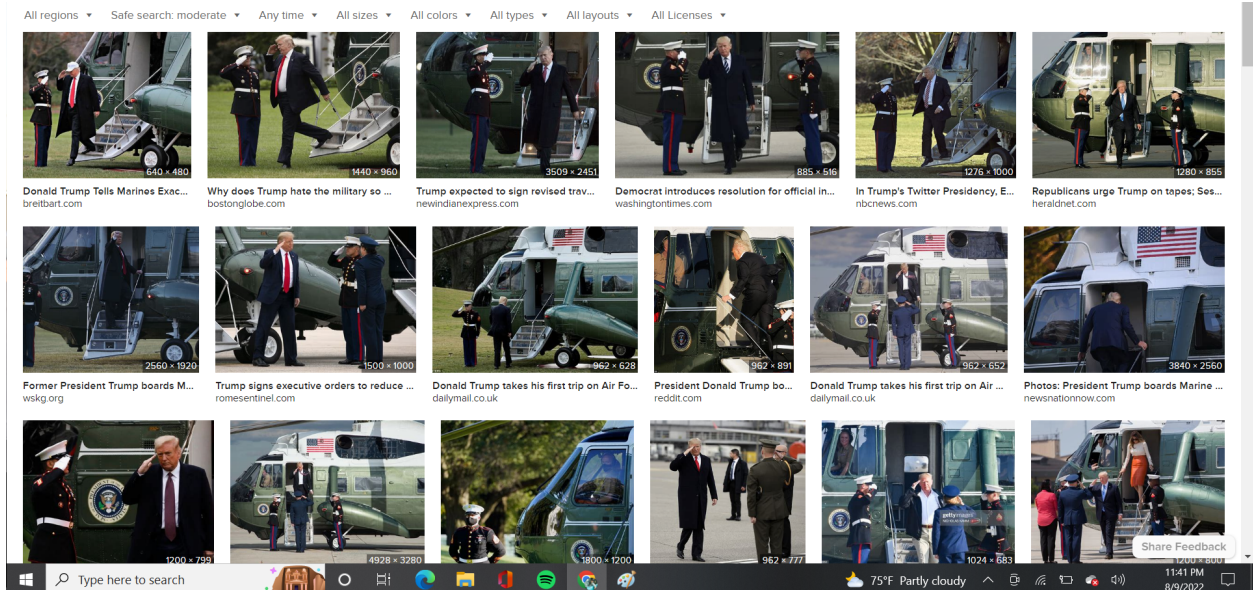 All regions Safe search: moderate Any time All sizes All colors All types All layouts All Licenses
640 × 480
1440 × 960
3509 × 2451
885 × 516
1276 × 1000
1280 × 855
Donald Trump Tells Marines Exac...
breitbart.com
Why does Trump hate the military so ...
bostonglobe.com
Trump expected to sign revised trav...
newindianexpress.com
Democrat introduces resolution for official in...
washingtontimes.com
In Trump's Twitter Presidency, E...
nbcnews.com
Republicans urge Trump on tapes; Ses...
heraldnet.com
2560 × 1920
1500 × 1000
962 × 628
962 × 891
962 × 652
3840 × 2560
Former President Trump boards M...
wskg.org
Trump signs executive orders to reduce ...
romesentinel.com
Donald Trump takes his first trip on Air Fo...
dailymail.co.uk
President Donald Trump bo...
reddit.com
Donald Trump takes his first trip on Air ...
dailymail.co.uk
Photos: President Trump boards Marine ...
newsnationnow.com
gettyimages
1200 × 799
4928 × 3280
1800 × 1200
962 × 777
1024 × 683
1200 × 800
Share Feedback
Type here to search
75°F Partly cloudy
11:41 PM
8/9/2022